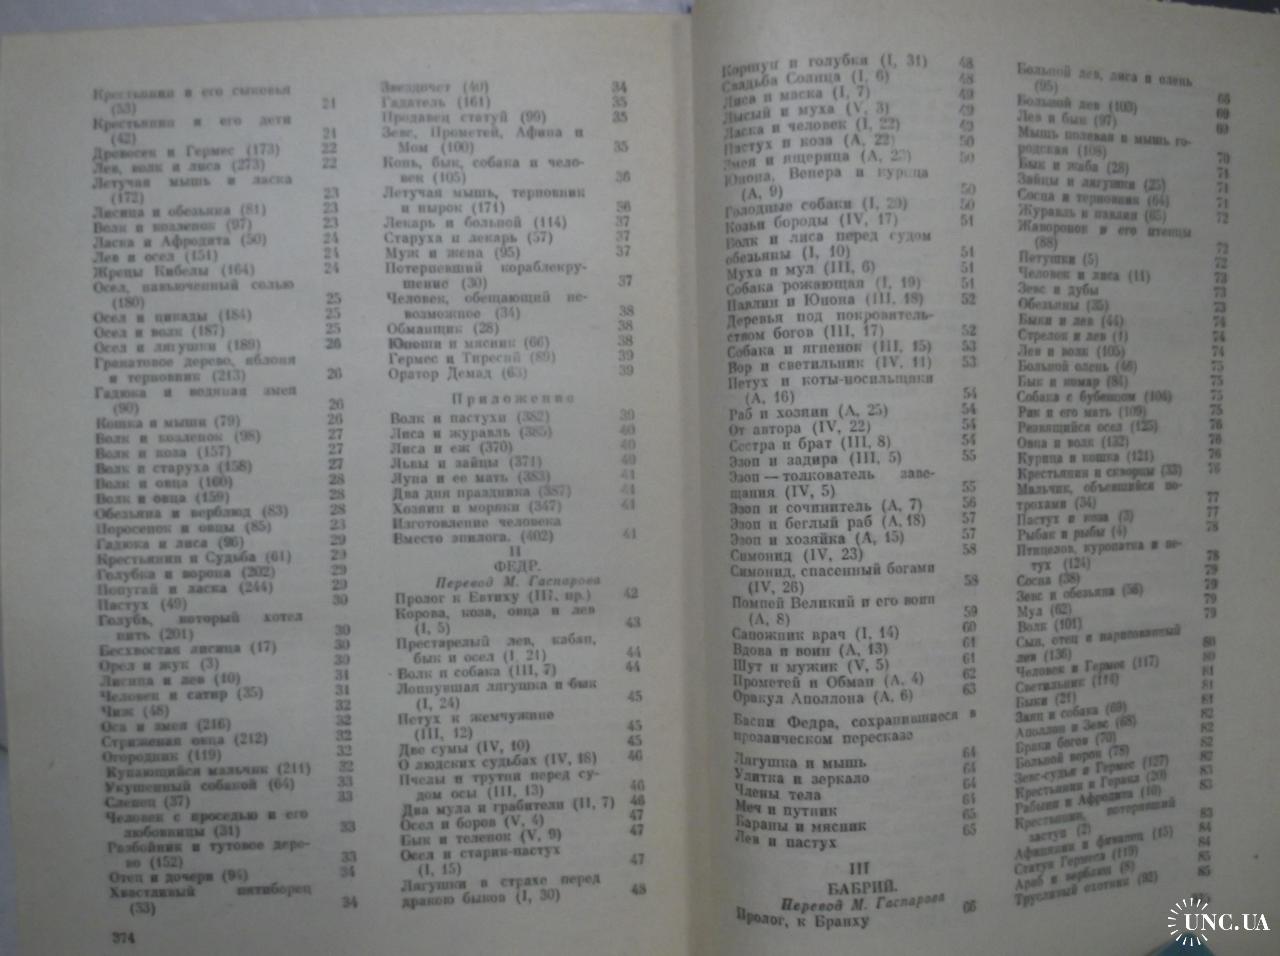 Крестьянин и его сыновья
(53) 21
Крестьянин и его дети
(42) 21
Дровосек и Гермес (173) 22
Лев, волк и лиса (273) 22
Летучая мышь и ласка
(172) 23
Лисица и обезьяна (81) 23
Волк и козленок (97) 23
Ласка и Афродита (50) 24
Лев и осел (151) 24
Жрецы Кибелы (164) 24
Осел, навьюченный солью
(180) 25
Осел и цикады (184) 25
Осел и волк (187) 25
Осел и лягушки (189) 26
Гранатовое дерево, яблоня
и терновник (213) 26
Гадюка и водяная змея
(90) 26
Кошка и мыши (79) 26
Волк и козленок (98) 27
Волк и коза (157) 27
Волк и старуха (158) 27
Волк и овца (160) 28
Волк и овца (159) 28
Обезьяна и верблюд (83) 28
Поросенок и овцы (85) 23
Гадюка и лиса (96) 29
Крестьянин и Судьба (61) 29
Голубка и ворона (202) 29
Попугай и ласка (244) 29
Пастух (49) 30
Голубь, который хотел
пить (201) 30
Бесхвостая лисица (17) 30
Орел и жук (3) 30
Лисица и лев (10) 31
Человек и сатир (35) 31
Чиж (48) 32
Оса и змея (216) 32
Стриженая овца (212) 32
Огородник (119) 32
Купающийся мальчик (211) 32
Укушенный собакой (64) 33
Слепец (37) 33
Человек с проседью и его
любовницы (31) 33
Разбойник и тутовое дере-
во (152) 33
Отец и дочери (94) 34
Хвастливый пятиборец
(33) 34
374
Звездочет (40) 34
Гадатель (161) 35
Продавец статуй (99) 35
Зевс, Прометей, Афина и
Мом (100) 35
Конь, бык, собака и чело-
век (105) 36
Летучая мышь, терновник
и нырок (171) 36
Лекарь и больной (114) 37
Старуха и лекарь (57) 37
Муж и жена (95) 37
Потерпевший кораблекру-
шение (30) 37
Человек, обещающий не-
возможное (34) 38
Обманщик (28) 38
Юноши и мясник (66) 38
Гермес и Тиресий (89) 39
Оратор Демад (63) 39
Приложение
Волк и пастухи (382) 39
Лиса и журавль (385) 40
Лиса и еж (370) 40
Львы и зайцы (371) 40
Луна и ее мать (383) 41
Два дня праздника (387) 41
Хозяин и моряки (347) 41
Изготовление человека
Вместо эпилога. (402) 41
II
ФЕДР.
Перевод М. Гаспарова
Пролог к Евтиху (III, пр.) 42
Корова, коза, овца и лев
(I, 5) 43
Престарелый лев, кабан,
бык и осел (I, 21) 44
Волк и собака (III, 7) 44
Лопнувшая лягушка и бык
(I, 24) 45
Петух к жемчужине
(III, 12) 45
Две сумы (IV, 10) 45
О людских судьбах (IV, 18) 46
Пчелы и трутни перед су-
дом осы (III, 13) 46
Два мула и грабители (II, 7) 46
Осел и боров (V, 4) 47
Бык и теленок (V, 9) 47
Осел и старик-пастух
(I, 15) 47
Лягушки в страхе перед
дракою быков (I, 30) 48
Коршун и голубки (I, 31) 48
Свадьба Солнца (I, 6) 48
Лиса и маска (I, 7) 49
Лысый и муха (V, 3) 49
Ласка и человек (I, 22) 49
Пастух и коза (А, 22) 50
Змея и ящерица (А, 23) 50
Юнона, Венера и курица
(А, 9) 50
Голодные собаки (I, 20) 50
Козьи бороды (IV, 17) 51
Волк и лиса перед судом
обезьяны (I, 10) 51
Муха и мул (III, 6) 51
Собака рожающая (I, 19) 51
Павлин и Юнона (III, 18) 52
Деревья под покровитель-
ством богов (III, 17) 52
Собака и ягненок (III, 15) 53
Вор и светильник (IV, 11) 53
Петух и коты-носильщики
(А, 16) 54
Раб и хозяин (А, 25) 54
От автора (IV, 22) 54
Сестра и брат (III, 8) 54
Эзоп и задира (III, 5) 55
Эзоп — толкователь заве-
щания (IV, 5) 55
Эзоп и сочинитель (А, 7) 56
Эзоп и беглый раб (А, 18) 57
Эзоп и хозяйка (А, 15) 57
Симонид (IV, 23) 58
Симонид, спасенный богами
(IV, 26) 58
Помпей Великий и его воин
(А, 8) 59
Сапожник врач (I, 14) 60
Вдова и воин (А, 13) 61
Шут и мужик (V, 5) 61
Прометей и Обман (А, 4) 62
Оракул Аполлона (А, 6) 63
Басни Федра, сохранившиеся в
прозаическом пересказе
Лягушка и мышь 64
Улитка и зеркало 64
Члены тела 64
Меч и путник 64
Бараны и мясник 65
Лев и пастух 65
III
БАБРИЙ.
Перевод М. Гаспарова
Пролог, к Бранху 66
Больной лев, лиса и олень
(95) 66
Больной лев (103) 69
Лев и бык (97) 69
Мышь полевая и мышь го-
родская (108) 70
Бык и жаба (28) 71
Зайцы и лягушки (25) 71
Сосна и терновник (64) 71
Журавль и павлин (65) 72
Жаворонок и его птенцы
(88) 72
Петушки (5) 72
Человек и лиса (11) 73
Зевс и дубы 73
Обезьяны (35) 73
Быки и лев (44) 74
Стрелок и лев (1) 74
Лев и волк (105) 74
Больной олень (46) 75
Бык и комар (84) 75
Собака с бубенцом (104) 75
Рак и его мать (109) 75
Резвящийся осел (125) 76
Овца и волк (132) 76
Курица и кошка (121) 76
Крестьянин и скворцы (33) 76
Мальчик, объевшийся по-
трохами (34) 77
Пастух и коза (3) 77
Рыбак и рыбы (4) 78
Птицелов, куропатка и пе-
тух (124) 78
Сосна (38) 79
Зевс и обезьяна (56) 79
Мул (62) 79
Волк (101) 79
Сын, отец и нарисованный
лев (136) 80
Человек и Гермес (117) 80
Светильник (114) 81
Быки (21) 81
Заяц и собака (69) 81
Аполлон и Зевс (68) 82
Браки богов (70) 82
Больной ворон (78) 82
Зевс-судья и Гермес (127) 82
Крестьянин и Геракл (20) 83
Рабыня и Афродита (10) 83
Крестьянин, потерявший
заступ (2) 83
Афинянин и фиванец (15) 84
Статуя Гермеса (119) 84
Араб и верблюд (8) 85
Трусливый охотник (92) 85
UNC.UA